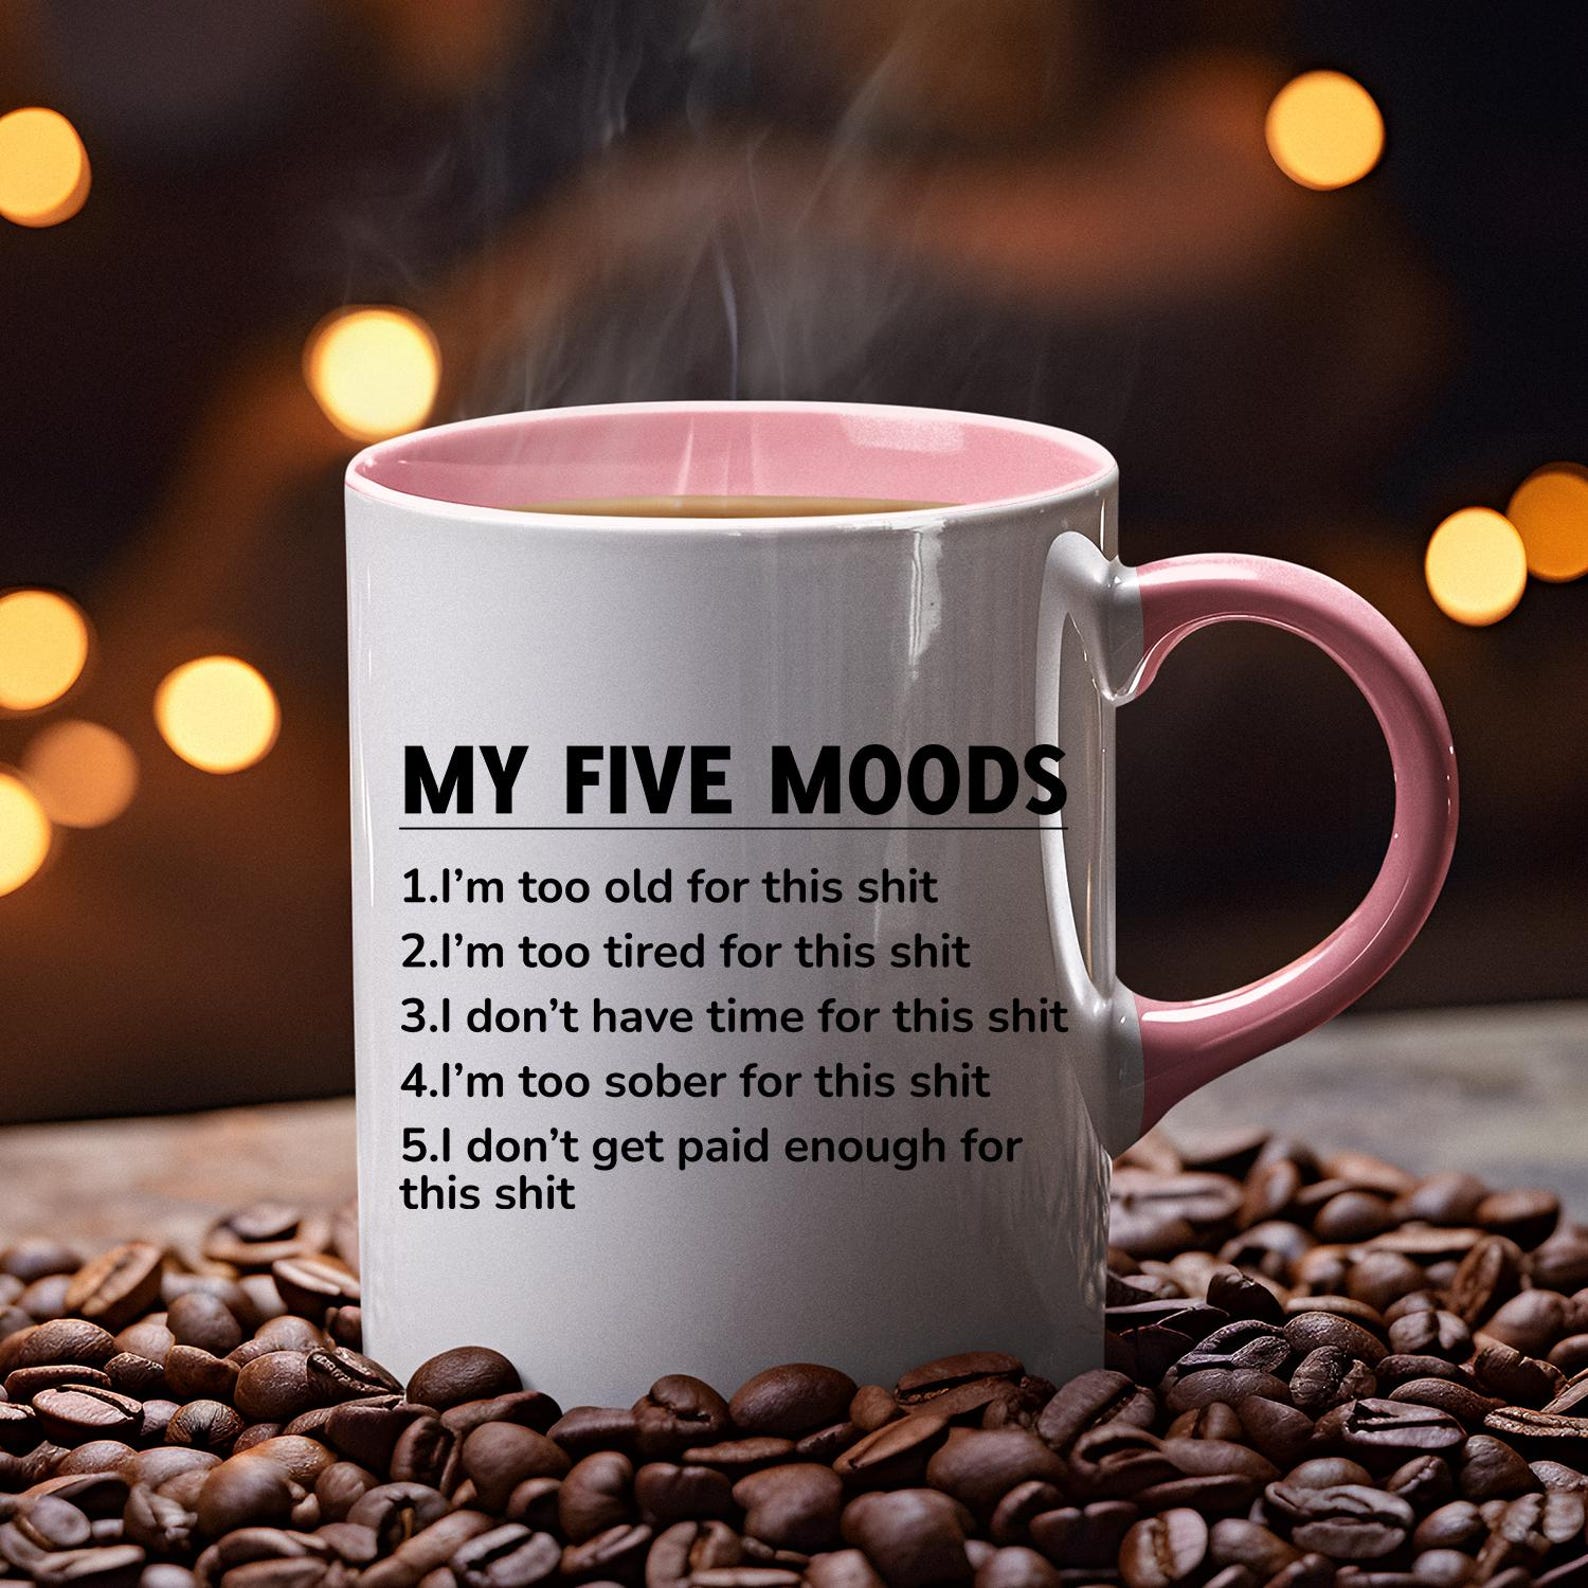 MY FIVE MOODS
1.I’m too old for this shit
2.I’m too tired for this shit
3.I don’t have time for this shit
4.I’m too sober for this shit
5.I don’t get paid enough for
this shit